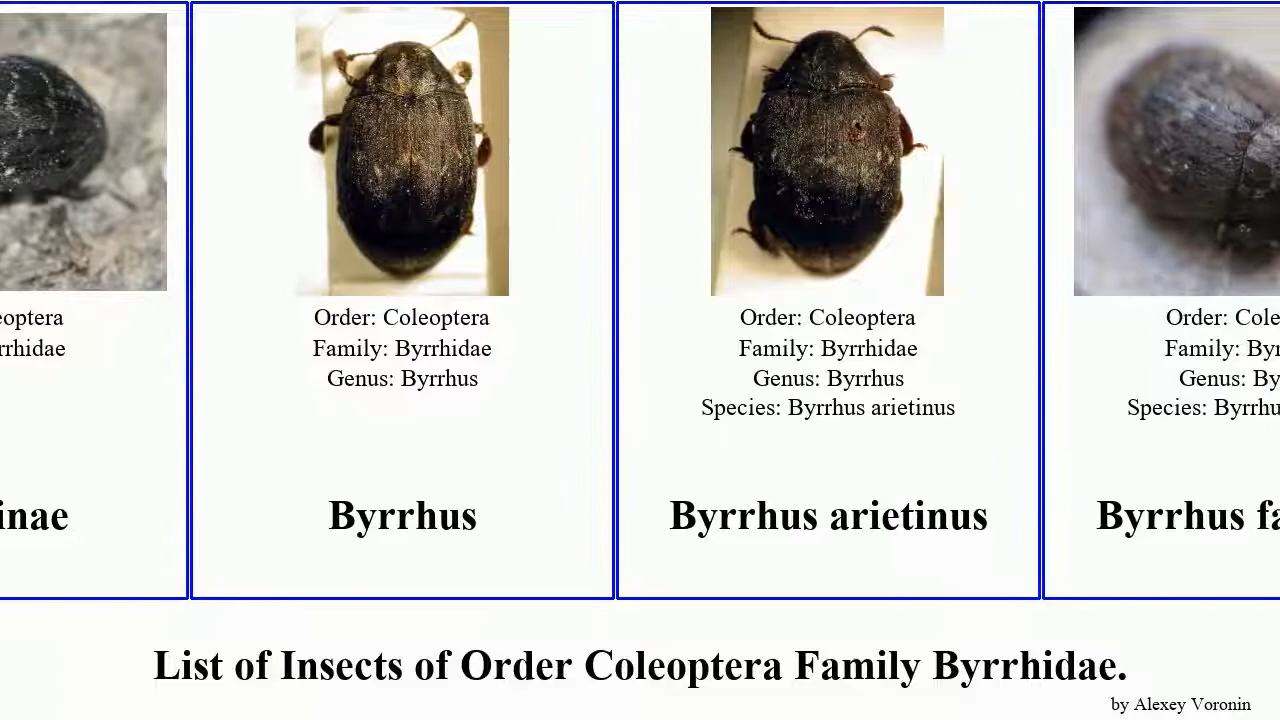 eoptera
rrhidae
inae
Order: Coleoptera
Family: Byrrhidae
Genus: Byrrhus
Byrrhus
Order: Coleoptera
Family: Byrrhidae
Genus: Byrrhus
Species: Byrrhus arietinus
Byrrhus arietinus
Order: Cole
Family: Byr
Genus: By
Species: Byrrhu
Byrrhus fa
List of Insects of Order Coleoptera Family Byrrhidae.
by Alexey Voronin